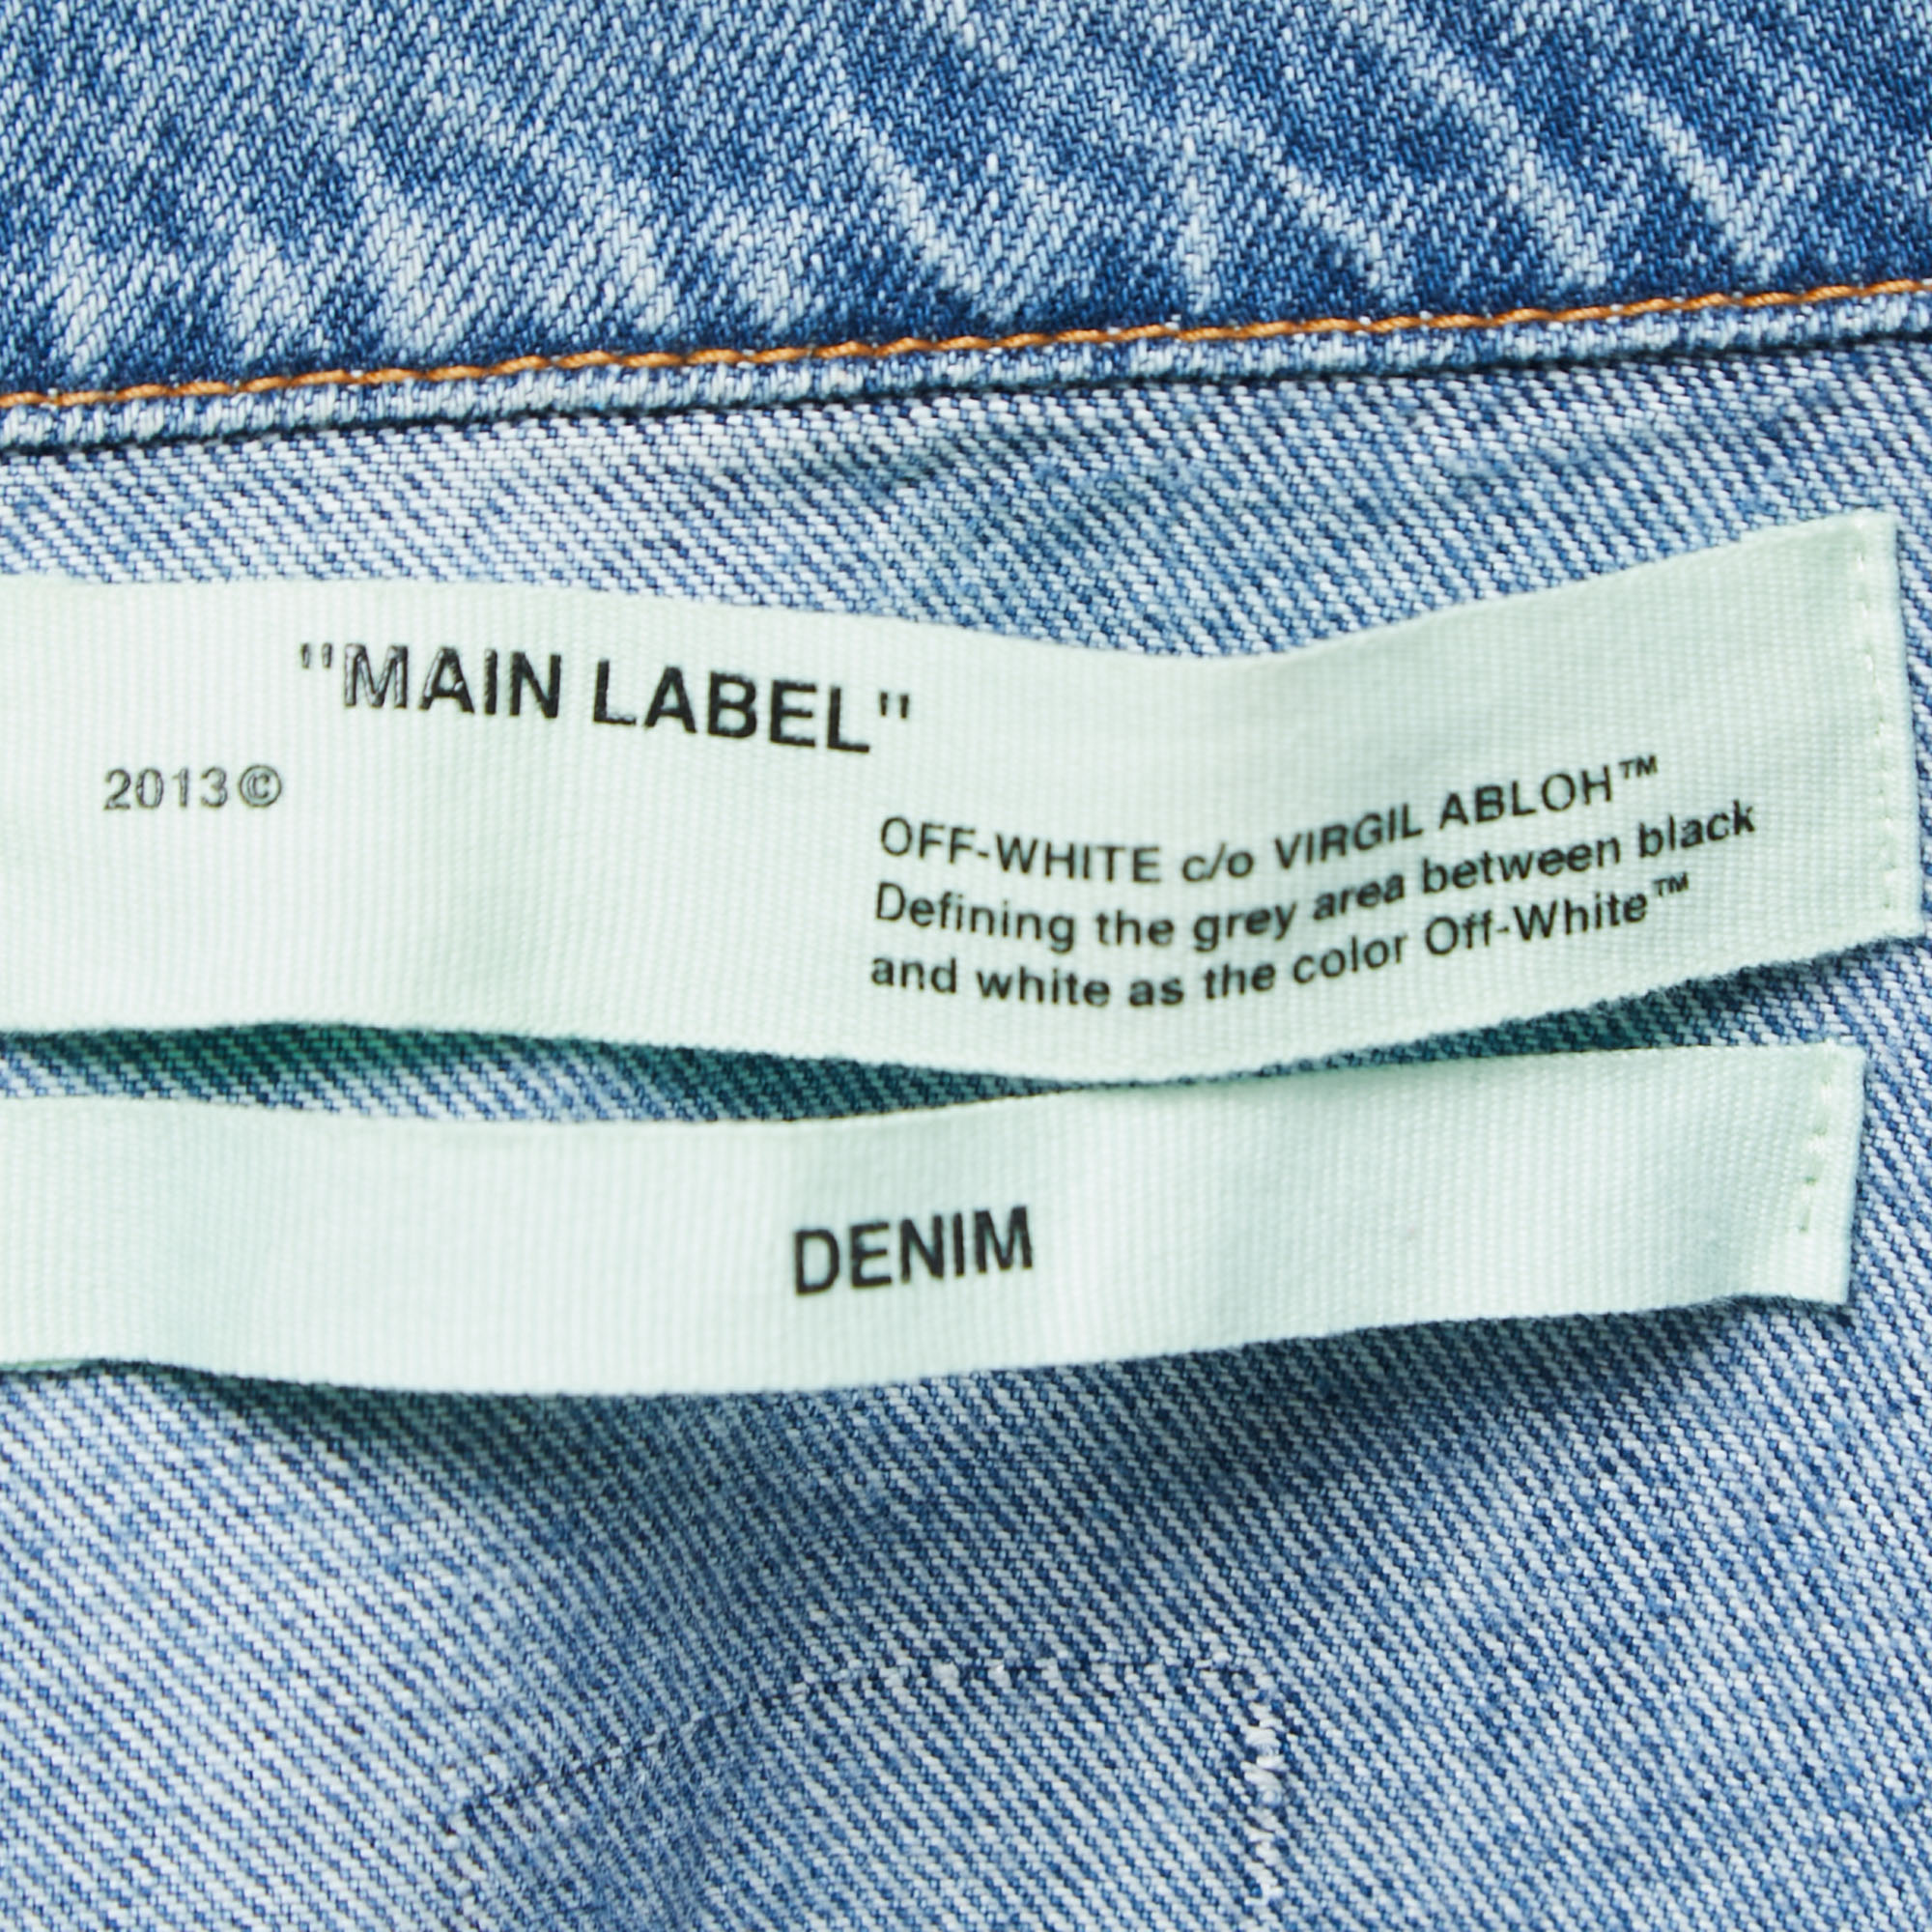 "MAIN LABEL"
2013©
OFF-WHITE c/o VIRGIL ABLOH™
Defining the grey area between black
and white as the color Off-White™
DENIM